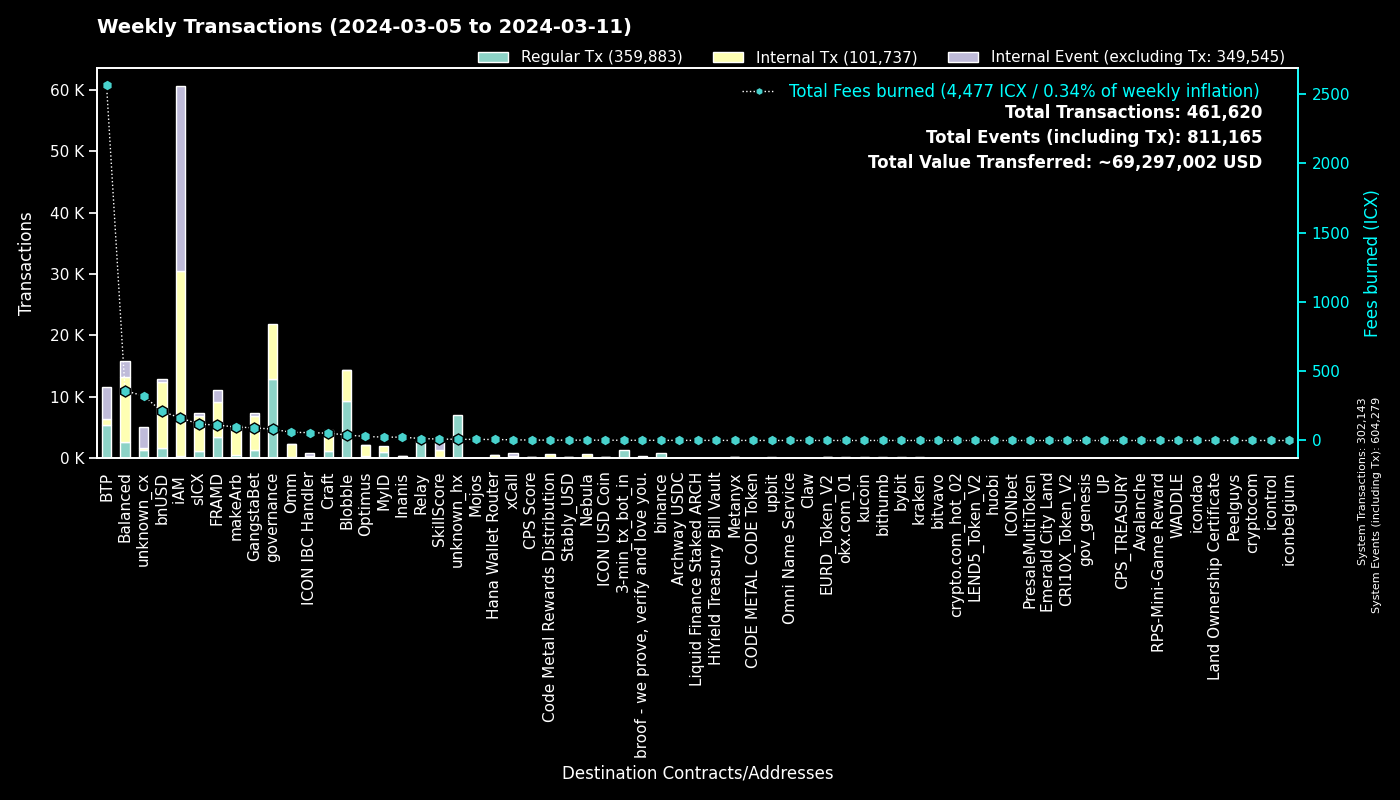 Weekly Transactions (2024-03-05 to 2024-03-11)
Regular Tx (359,883)
Internal Tx (101,737)
Internal Event (excluding Tx: 349,545)
Total Fees burned (4,477 ICX / 0.34% of weekly inflation)
Total Transactions: 461,620
Total Events (including Tx): 811,165
Total Value Transferred: ~69,297,002 USD
Transactions
60 K
50 K
40 K
30 K
20 K
10 K
0 K
2500
2000
1500
1000
500
0
Fees burned (ICX)
System Transactions: 302,143
System Events (including Tx): 604,279
BTP
Balanced
unknown_cx
bnUSD
iAM
sICX
FRAMD
makeArb
GangstaBet
governance
Omm
ICON IBC Handler
Craft
Blobble
Optimus
MyID
Inanis
Relay
SkillScore
unknown_hx
Mojos
Hana Wallet Router
xCall
CPS Score
Code Metal Rewards Distribution
Stably_USD
Nebula
ICON USD Coin
3-min_tx_bot_in
broof - we prove, verify and love you.
binance
Archway USDC
Liquid Finance Staked ARCH
HiYield Treasury Bill Vault
Metanyx
CODE METAL CODE Token
upbit
Omni Name Service
Claw
EURD_Token_V2
okx.com_01
kucoin
bithumb
bybit
kraken
bitvavo
crypto.com_hot_02
LEND5_Token_V2
huobi
ICONbet
PresaleMultiToken
Emerald City Land
CRI10X_Token_V2
gov_genesis
UP
CPS_TREASURY
Avalanche
RPS-Mini-Game Reward
WADDLE
icondao
Land Ownership Certificate
Peelguys
cryptocom
icontrol
iconbelgium
Destination Contracts/Addresses